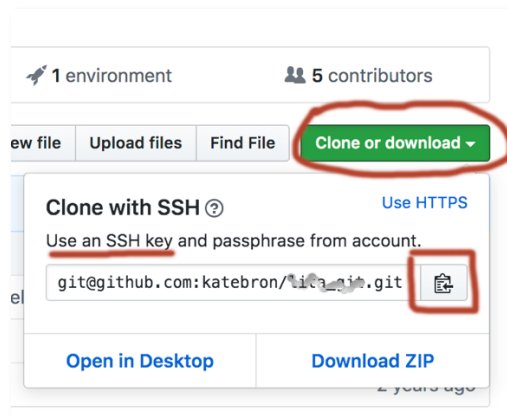 1 environment
5 contributors
ew file
Upload files
Find File
Clone or download
Clone with SSH
Use HTTPS
Use an SSH key and passphrase from account.
git@github.com:katebron/ .git
el
Open in Desktop
Download ZIP
2 years ago